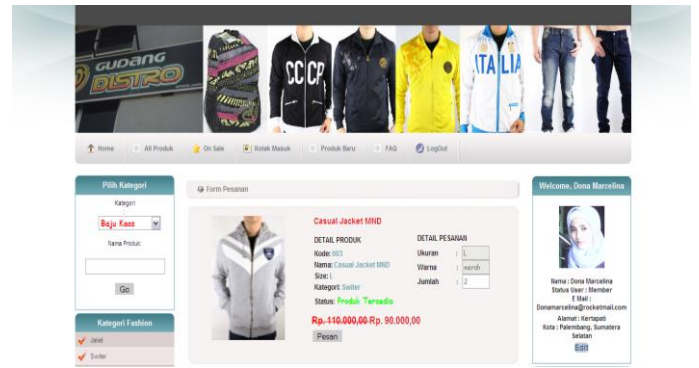 GUDANG
DISTRO
CCCP
ITALIA
Home
All Produk
On Sale
Kotak Masuk
Produk Baru
FAQ
LogOut
Pilih Kategori
Kategori
Baju Kaos
Nama Produk:
Go
Kategori Fashion
Jaket
Switer
Form Pesanan
Casual Jacket MND
DETAIL PRODUK
Kode: 003
Nama: Casual Jacket MND
Size: L
Kategori: Switer
Status: Produk Tersedia
Rp. 110.000,00 Rp. 90.000,00
Pesan
DETAIL PESANAN
Ukuran : L
Warna : merah
Jumlah : 2
Welcome, Dona Marcelina
Nama : Dona Marcelina
Status User : Member
E Mail :
Donamarcelina@rocketmail.com
Alamat : Kertapati
Kota : Palembang, Sumatera
Selatan
Edit